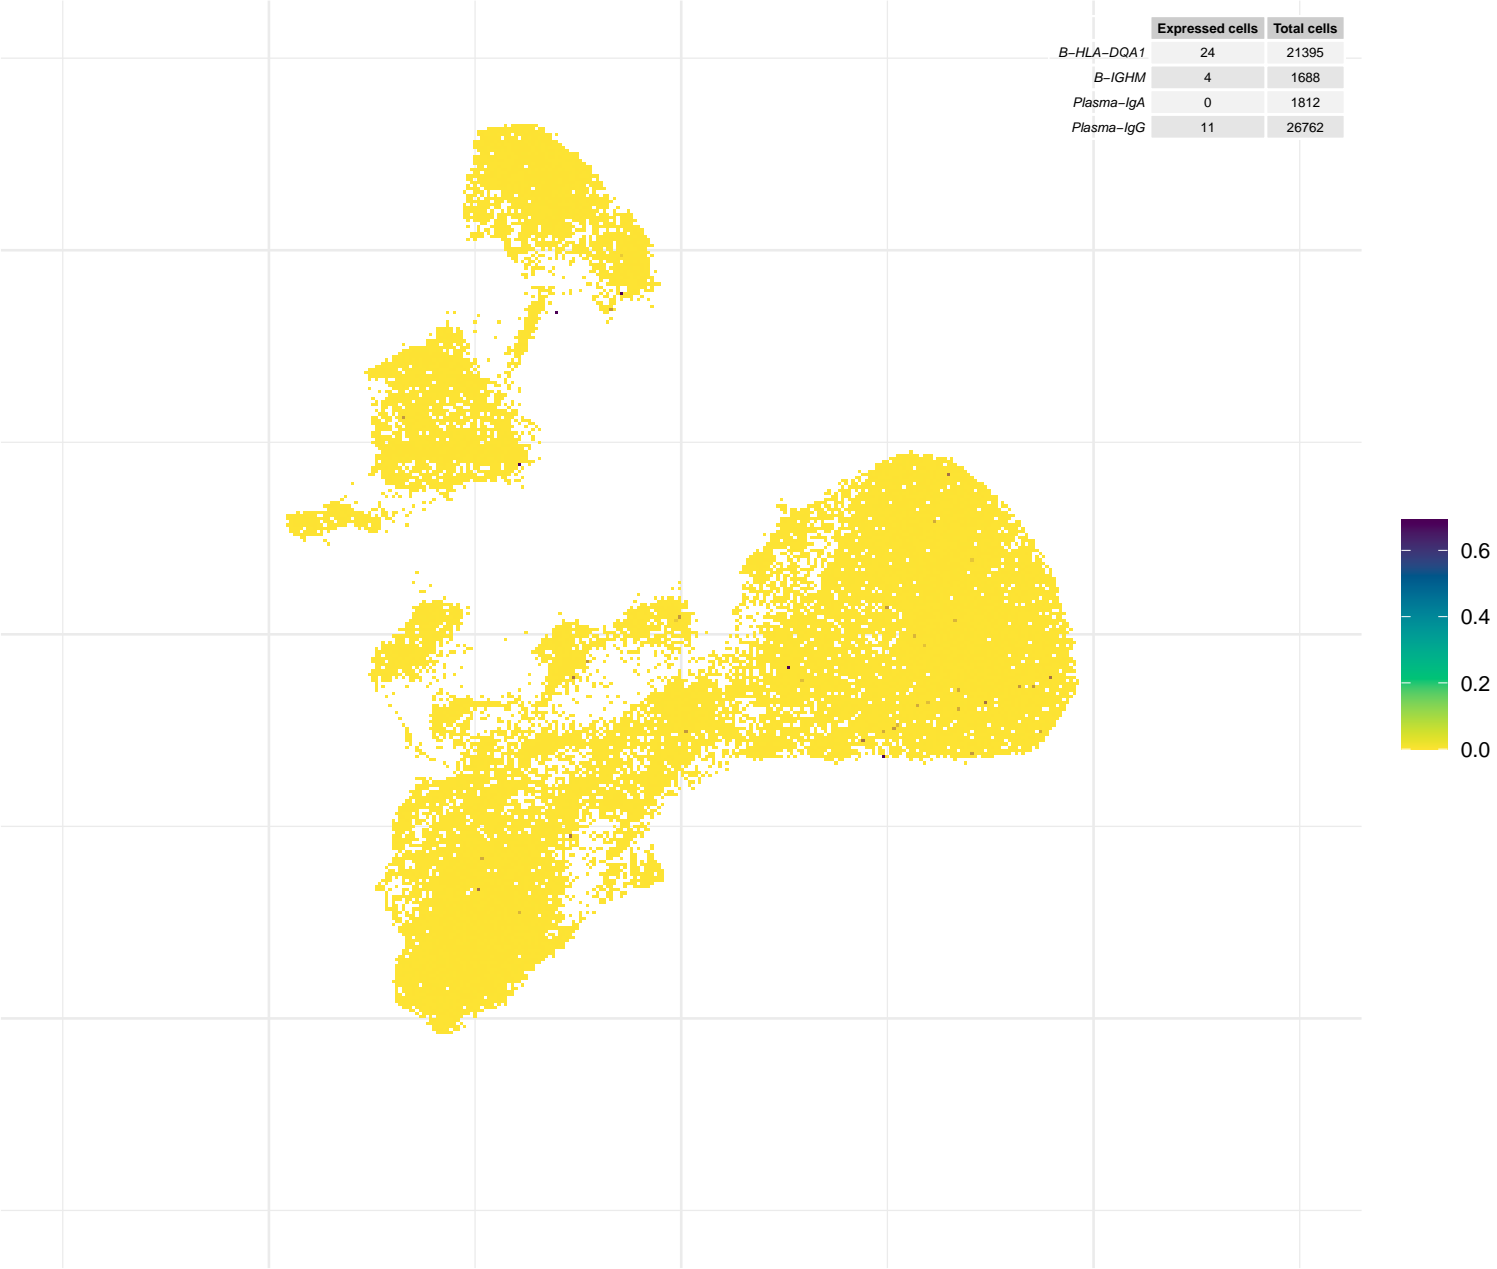 Expressed cells Total cells
B−HLA−DQA1 24 21395
B−IGHM 4 1688
Plasma−IgA 0 1812
Plasma−IgG 11 26762
0.6
0.4
0.2
0.0